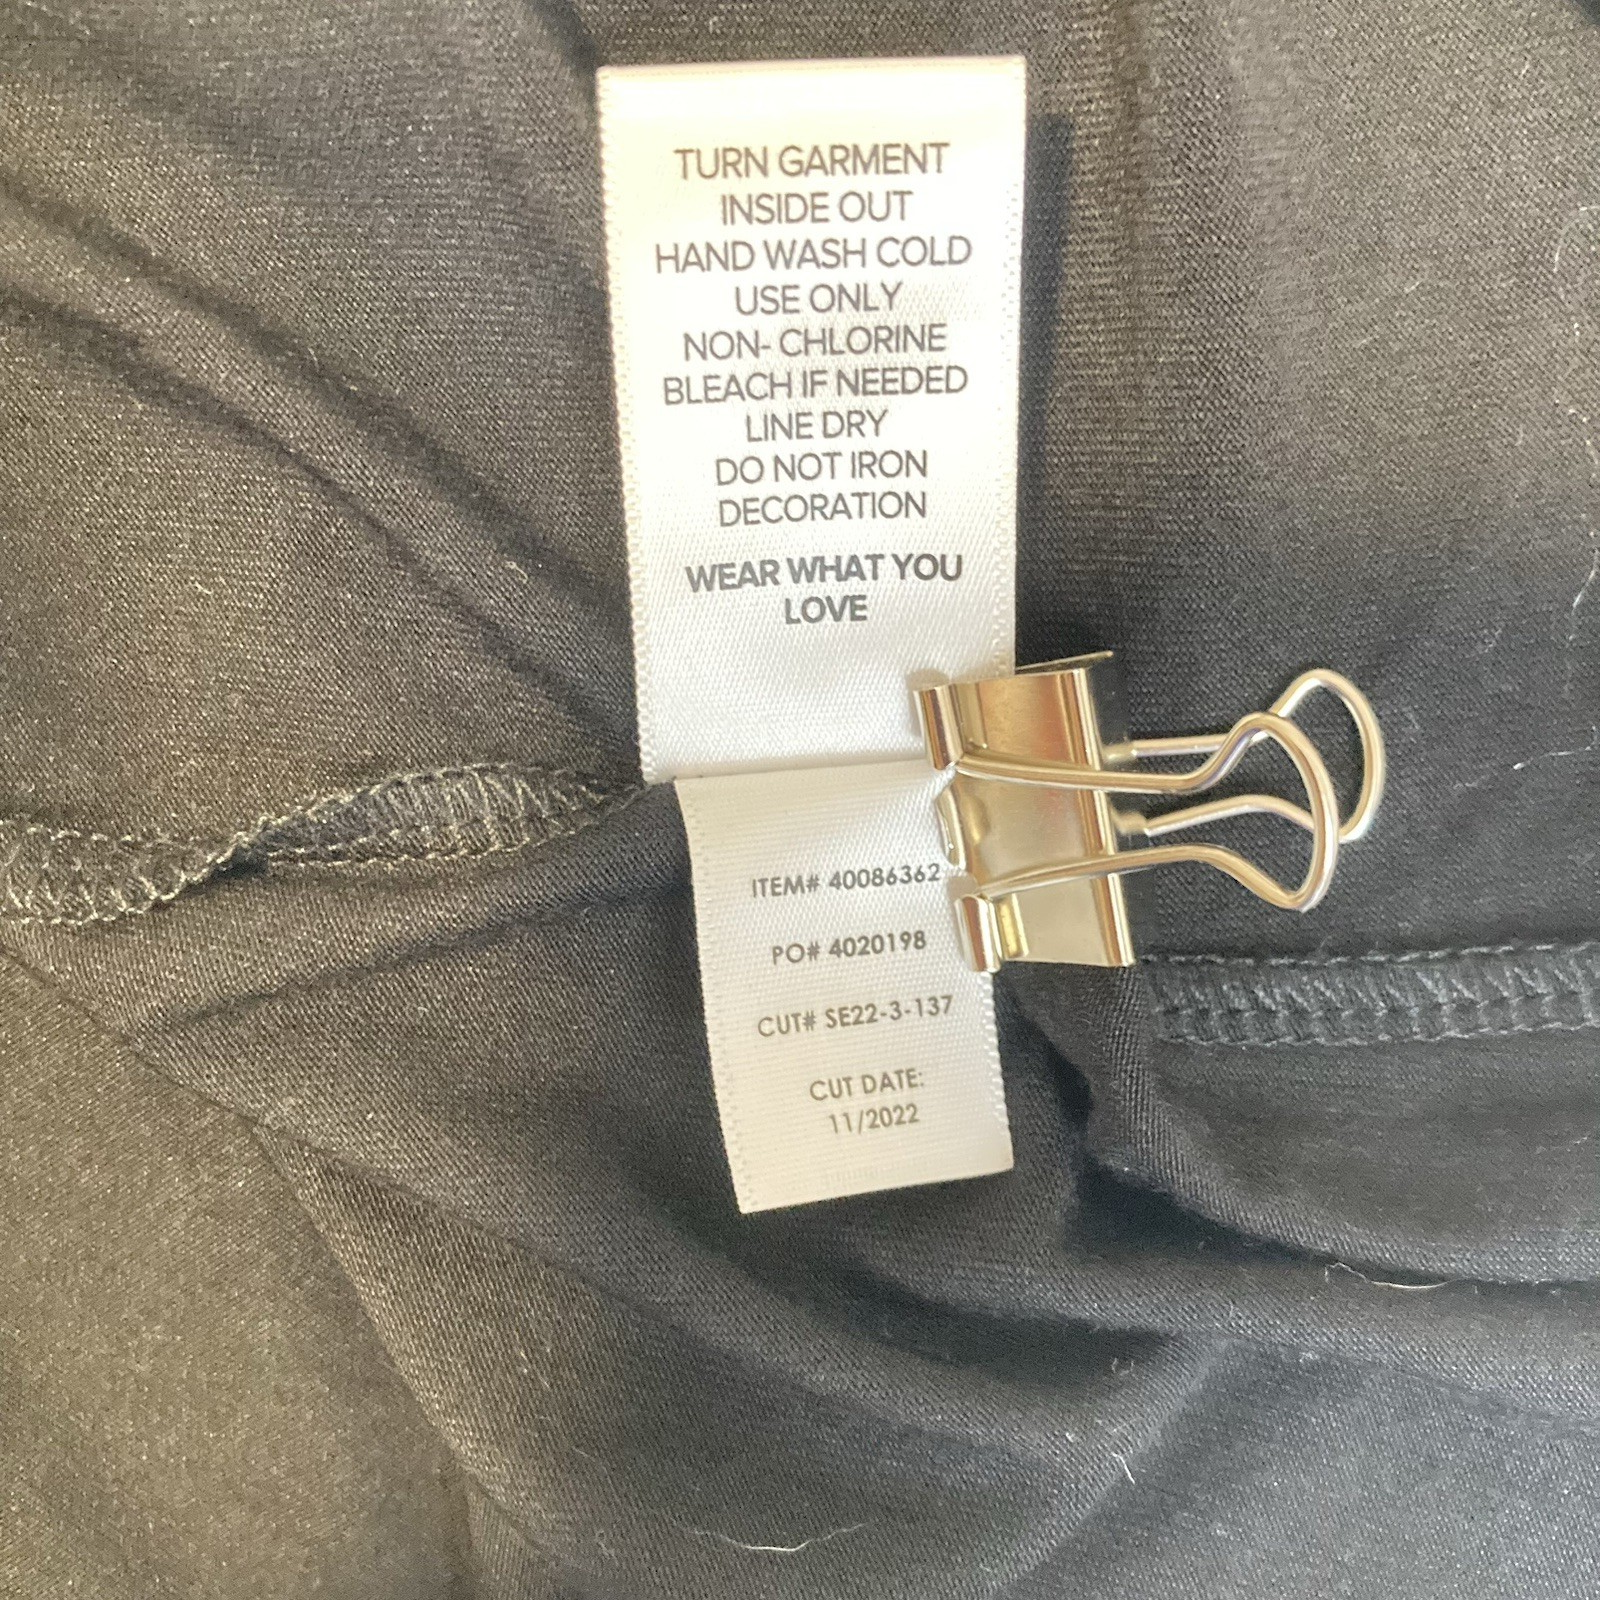 TURN GARMENT
INSIDE OUT
HAND WASH COLD
USE ONLY
NON- CHLORINE
BLEACH IF NEEDED
LINE DRY
DO NOT IRON
DECORATION
WEAR WHAT YOU
LOVE
ITEM# 40086362
PO# 4020198
CUT# SE22-3-137
CUT DATE:
11/2022